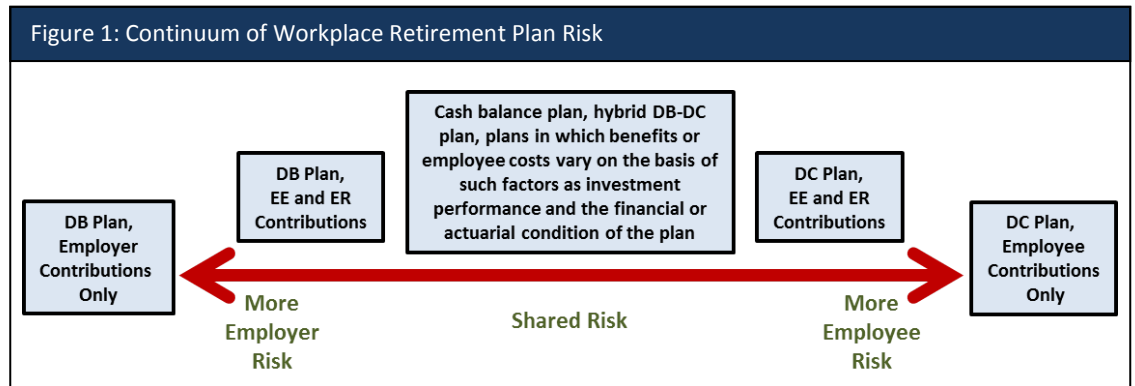 Figure 1: Continuum of Workplace Retirement Plan Risk
DB Plan,
Employer
Contributions
Only
DB Plan,
EE and ER
Contributions
Cash balance plan, hybrid DB-DC
plan, plans in which benefits or
employee costs vary on the basis of
such factors as investment
performance and the financial or
actuarial condition of the plan
DC Plan,
EE and ER
Contributions
DC Plan,
Employee
Contributions
Only
More
Employer
Risk
Shared Risk
More
Employee
Risk